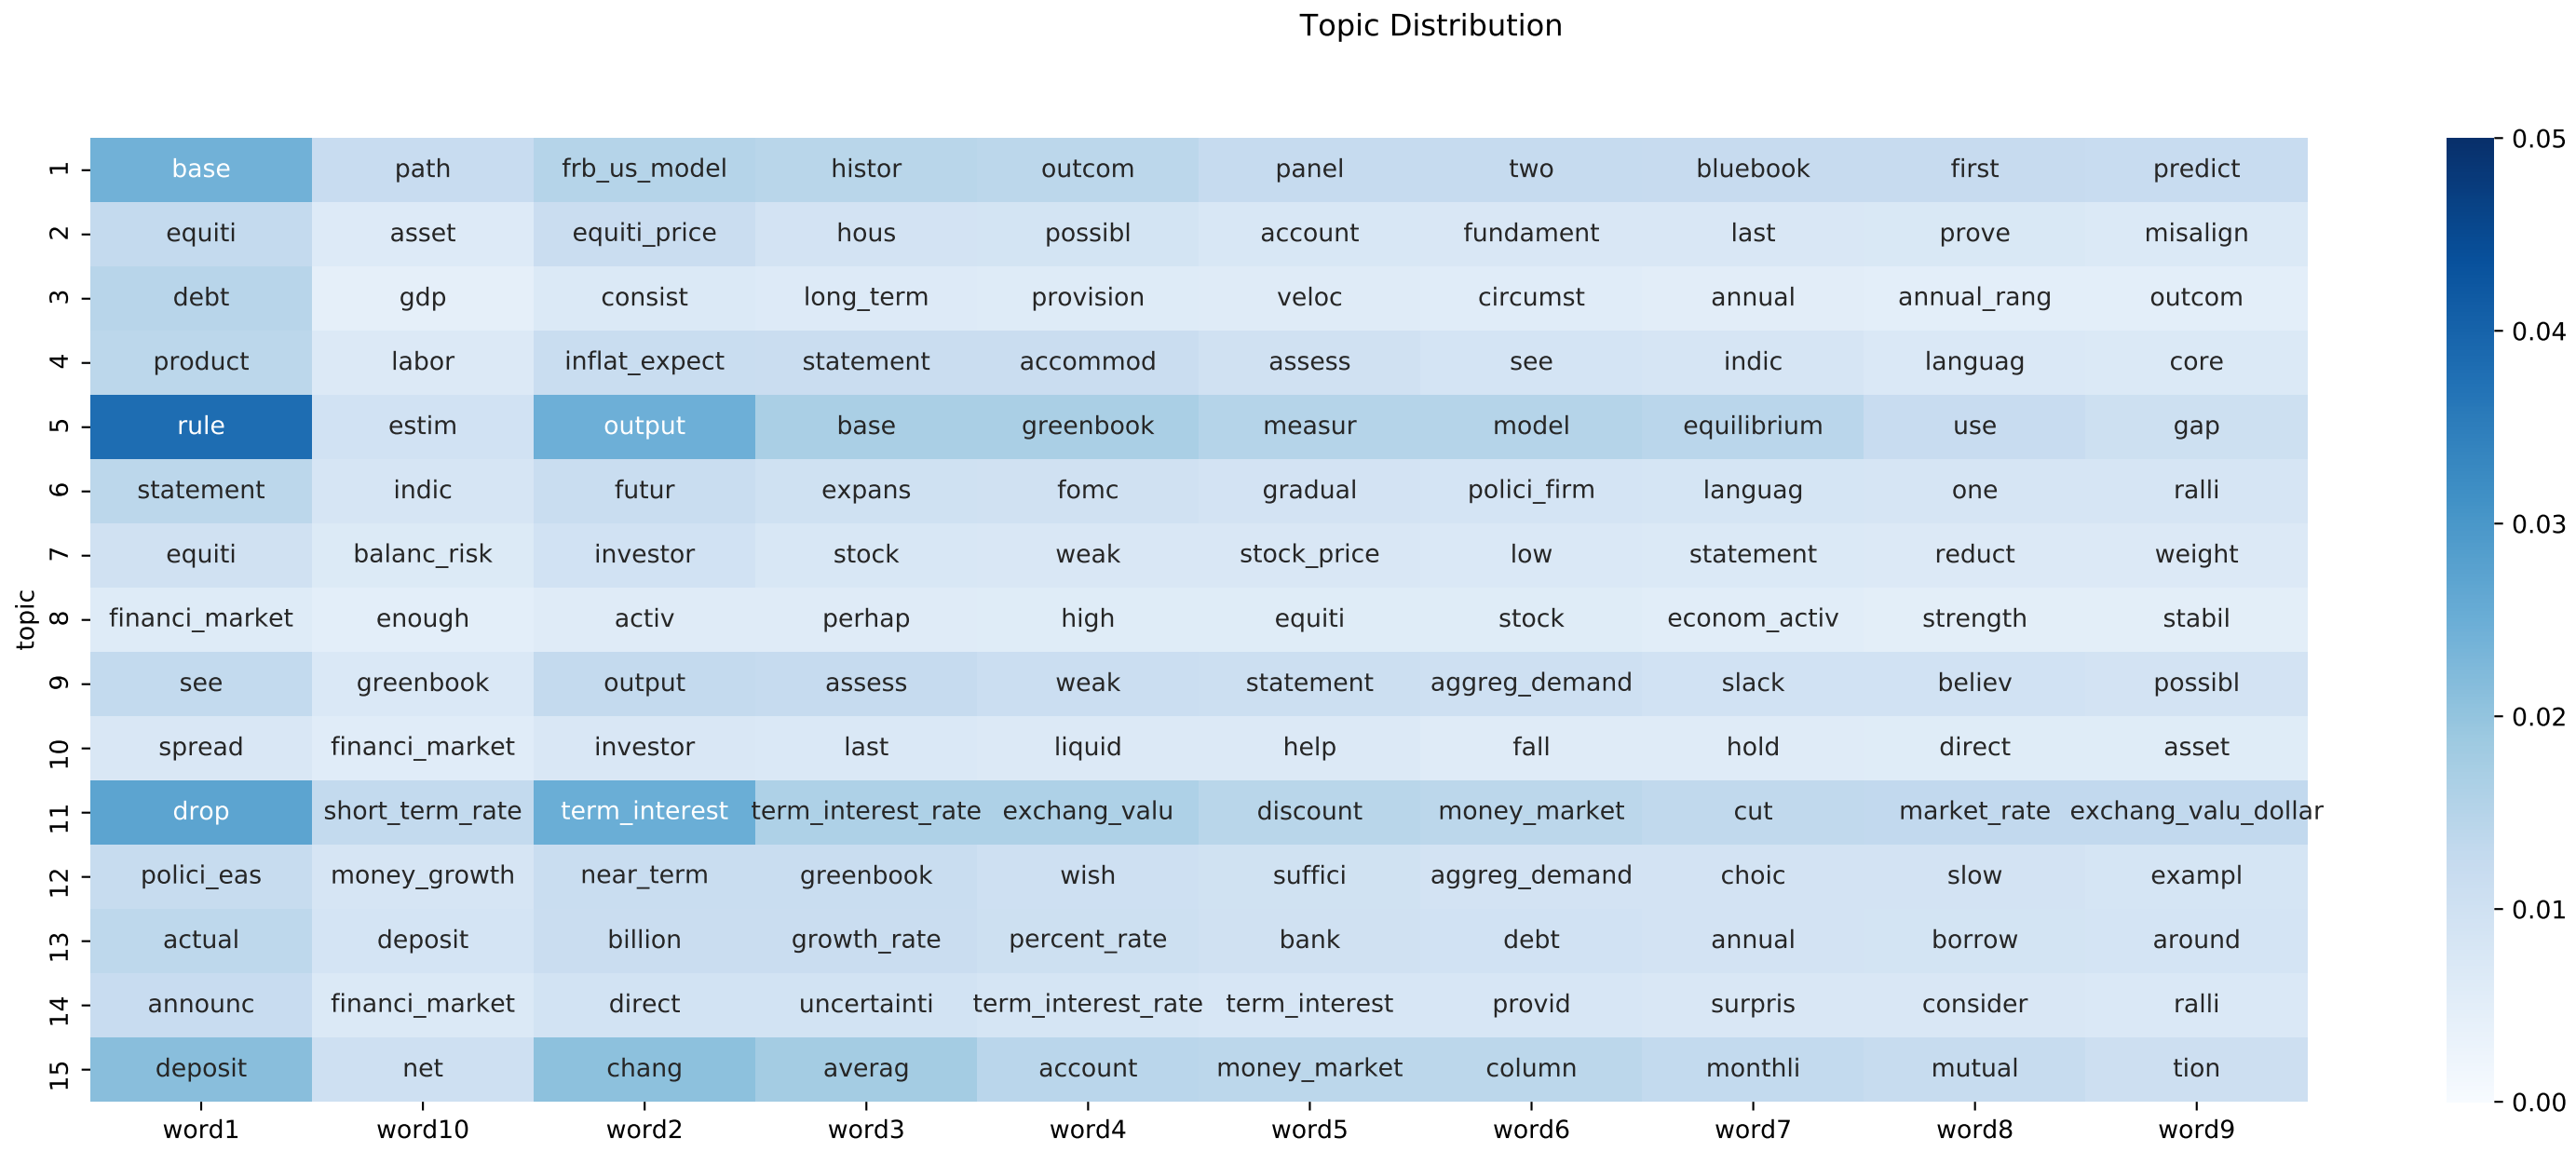 Topic Distribution
topic
1 base path frb_us_model histor outcom panel two bluebook first predict
2 equiti asset equiti_price hous possibl account fundament last prove misalign
3 debt gdp consist long_term provision veloc circumst annual annual_rang outcom
4 product labor inflat_expect statement accommod assess see indic languag core
5 rule estim output base greenbook measur model equilibrium use gap
6 statement indic futur expans fomc gradual polici_firm languag one ralli
7 equiti balanc_risk investor stock weak stock_price low statement reduct weight
8 financi_market enough activ perhap high equiti stock econom_activ strength stabil
9 see greenbook output assess weak statement aggreg_demand slack believ possibl
10 spread financi_market investor last liquid help fall hold direct asset
11 drop short_term_rate term_interest term_interest_rate exchang_valu discount money_market cut market_rate exchang_valu_dollar
12 polici_eas money_growth near_term greenbook wish suffici aggreg_demand choic slow exampl
13 actual deposit billion growth_rate percent_rate bank debt annual borrow around
14 announc financi_market direct uncertainti term_interest_rate term_interest provid surpris consider ralli
15 deposit net chang averag account money_market column monthli mutual tion
word1 word10 word2 word3 word4 word5 word6 word7 word8 word9
0.05
0.04
0.03
0.02
0.01
0.00